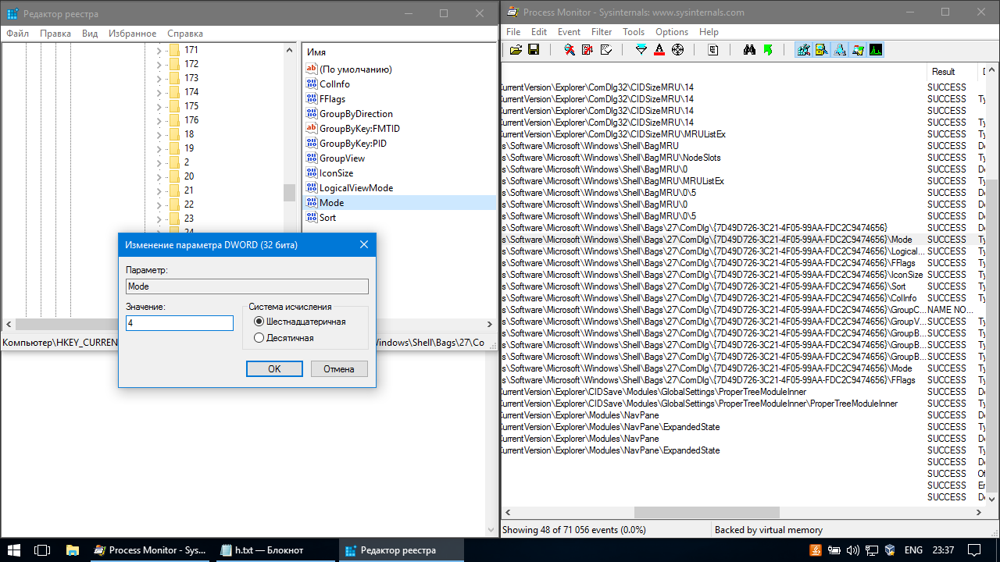 Редактор реестра
Файл Правка Вид Избранное Справка
171
172
173
174
175
176
18
19
2
20
21
22
23
24
Имя
(По умолчанию)
ColInfo
FFlags
GroupByDirection
GroupByKey:FMTID
GroupByKey:PID
GroupView
IconSize
LogicalViewMode
Mode
Sort
Компьютер\HKEY_CURREN
Windows\Shell\Bags\27\Co
Изменение параметра DWORD (32 бита)
Параметр:
Mode
Значение:
4
Система исчисления
Шестнадцатеричная
Десятичная
OK Отмена
Process Monitor - Sysinternals: www.sysinternals.com
File Edit Event Filter Tools Options Help
Result D
CurrentVersion\Explorer\ComDlg32\CIDSizeMRU\14 SUCCESS
CurrentVersion\Explorer\ComDlg32\CIDSizeMRU\14 SUCCESS Ty
CurrentVersion\Explorer\ComDlg32\CIDSizeMRU\14 SUCCESS
CurrentVersion\Explorer\ComDlg32\CIDSizeMRU\14 SUCCESS Ty
CurrentVersion\Explorer\ComDlg32\CIDSizeMRU\MRUListEx SUCCESS Ty
s\Software\Microsoft\Windows\Shell\BagMRU SUCCESS De
s\Software\Microsoft\Windows\Shell\BagMRU\NodeSlots SUCCESS Ty
s\Software\Microsoft\Windows\Shell\BagMRU\0 SUCCESS De
s\Software\Microsoft\Windows\Shell\BagMRU\MRUListEx SUCCESS Ty
s\Software\Microsoft\Windows\Shell\BagMRU\0\5 SUCCESS De
s\Software\Microsoft\Windows\Shell\BagMRU\0 SUCCESS De
s\Software\Microsoft\Windows\Shell\BagMRU\0\5 SUCCESS Ty
s\Software\Microsoft\Windows\Shell\Bags\27\ComDlg\{7D49D726-3C21-4F05-99AA-FDC2C9474656} SUCCESS De
s\Software\Microsoft\Windows\Shell\Bags\27\ComDlg\{7D49D726-3C21-4F05-99AA-FDC2C9474656}\Mode SUCCESS Ty
s\Software\Microsoft\Windows\Shell\Bags\27\ComDlg\{7D49D726-3C21-4F05-99AA-FDC2C9474656}\Logical... SUCCESS Ty
s\Software\Microsoft\Windows\Shell\Bags\27\ComDlg\{7D49D726-3C21-4F05-99AA-FDC2C9474656}\FFlags SUCCESS Ty
s\Software\Microsoft\Windows\Shell\Bags\27\ComDlg\{7D49D726-3C21-4F05-99AA-FDC2C9474656}\IconSize SUCCESS Ty
s\Software\Microsoft\Windows\Shell\Bags\27\ComDlg\{7D49D726-3C21-4F05-99AA-FDC2C9474656}\Sort SUCCESS Ty
s\Software\Microsoft\Windows\Shell\Bags\27\ComDlg\{7D49D726-3C21-4F05-99AA-FDC2C9474656}\ColInfo SUCCESS Ty
s\Software\Microsoft\Windows\Shell\Bags\27\ComDlg\{7D49D726-3C21-4F05-99AA-FDC2C9474656}\GroupC... NAME NO...
s\Software\Microsoft\Windows\Shell\Bags\27\ComDlg\{7D49D726-3C21-4F05-99AA-FDC2C9474656}\GroupV... SUCCESS Ty
s\Software\Microsoft\Windows\Shell\Bags\27\ComDlg\{7D49D726-3C21-4F05-99AA-FDC2C9474656}\GroupB... SUCCESS Ty
s\Software\Microsoft\Windows\Shell\Bags\27\ComDlg\{7D49D726-3C21-4F05-99AA-FDC2C9474656}\GroupB... SUCCESS Ty
s\Software\Microsoft\Windows\Shell\Bags\27\ComDlg\{7D49D726-3C21-4F05-99AA-FDC2C9474656}\GroupB... SUCCESS Ty
s\Software\Microsoft\Windows\Shell\Bags\27\ComDlg\{7D49D726-3C21-4F05-99AA-FDC2C9474656}\Mode SUCCESS Ty
s\Software\Microsoft\Windows\Shell\Bags\27\ComDlg\{7D49D726-3C21-4F05-99AA-FDC2C9474656}\FFlags SUCCESS Ty
CurrentVersion\Explorer\CIDSave\Modules\GlobalSettings\ProperTreeModuleInner SUCCESS De
CurrentVersion\Explorer\CIDSave\Modules\GlobalSettings\ProperTreeModuleInner\ProperTreeModuleInner SUCCESS Ty
CurrentVersion\Explorer\Modules\NavPane SUCCESS De
CurrentVersion\Explorer\Modules\NavPane\ExpandedState SUCCESS Ty
CurrentVersion\Explorer\Modules\NavPane SUCCESS De
CurrentVersion\Explorer\Modules\NavPane\ExpandedState SUCCESS Ty
SUCCESS De
SUCCESS Of
SUCCESS En
SUCCESS De
Showing 48 of 71 056 events (0.0%) Backed by virtual memory
Process Monitor - Sys... h.txt — Блокнот Редактор реестра ENG 23:37